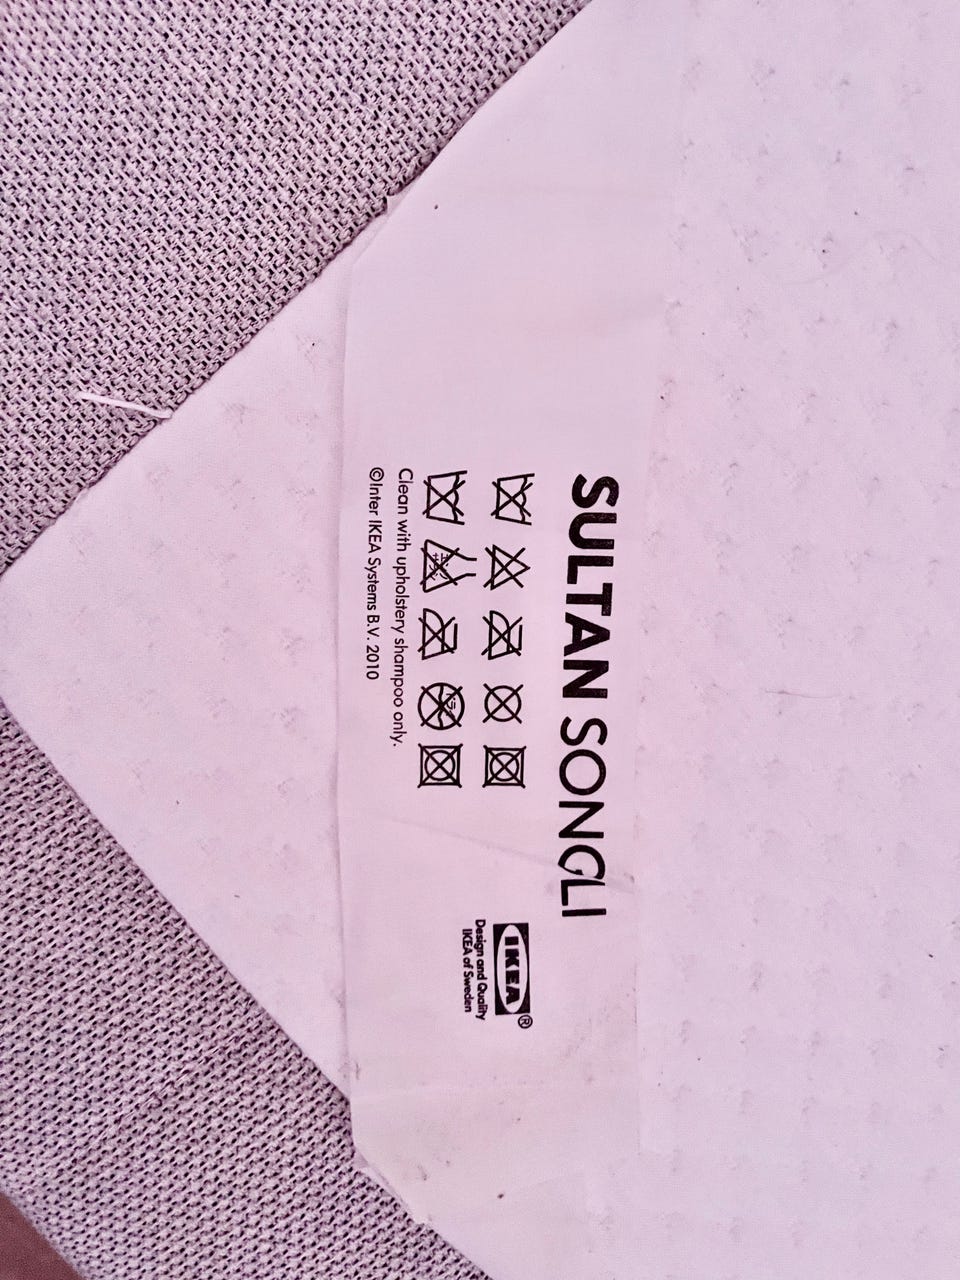 SULTAN SONGLI
Clean with upholstery shampoo only.
©Inter IKEA Systems B.V. 2010
IKEA®
Design and Quality
IKEA of Sweden